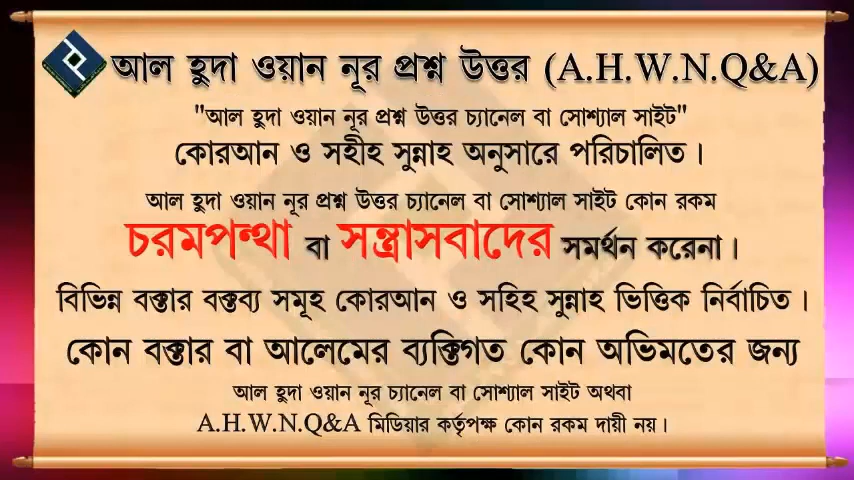 আল হুদা ওয়ান নূর প্রশ্ন উত্তর (A.H.W.N.Q&A)
"আল হুদা ওয়ান নূর প্রশ্ন উত্তর চ্যানেল বা সোশ্যাল সাইট"
কোরআন ও সহীহ সুন্নাহ অনুসারে পরিচালিত।
আল হুদা ওয়ান নূর প্রশ্ন উত্তর চ্যানেল বা সোশ্যাল সাইট কোন রকম
চরমপন্থা বা সন্ত্রাসবাদের সমর্থন করেনা।
বিভিন্ন বক্তার বক্তব্য সমূহ কোরআন ও সহিহ সুন্নাহ ভিত্তিক নির্বাচিত।
কোন বক্তার বা আলেমের ব্যক্তিগত কোন অভিমতের জন্য
আল হুদা ওয়ান নূর চ্যানেল বা সোশ্যাল সাইট অথবা
A.H.W.N.Q&A মিডিয়ার কর্তৃপক্ষ কোন রকম দায়ী নয়।